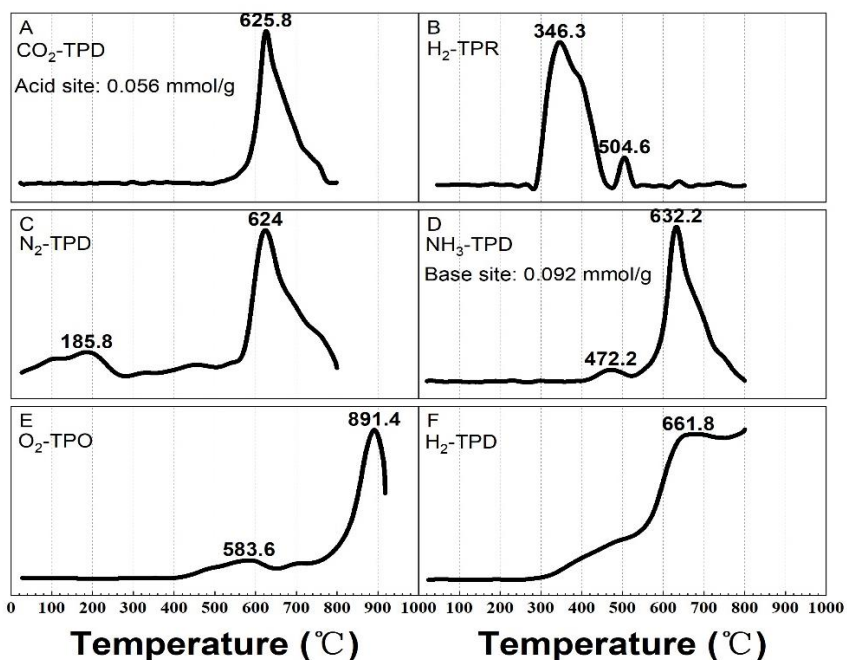 A
CO₂-TPD
Acid site: 0.056 mmol/g
625.8
B
H₂-TPR
346.3
504.6
C
N₂-TPD
185.8
624
D
NH₃-TPD
Base site: 0.092 mmol/g
472.2
632.2
E
O₂-TPO
583.6
891.4
F
H₂-TPD
661.8
0 100 200 300 400 500 600 700 800 900 100 0 100 200 300 400 500 600 700 800 900 1000
Temperature (℃) Temperature (℃)